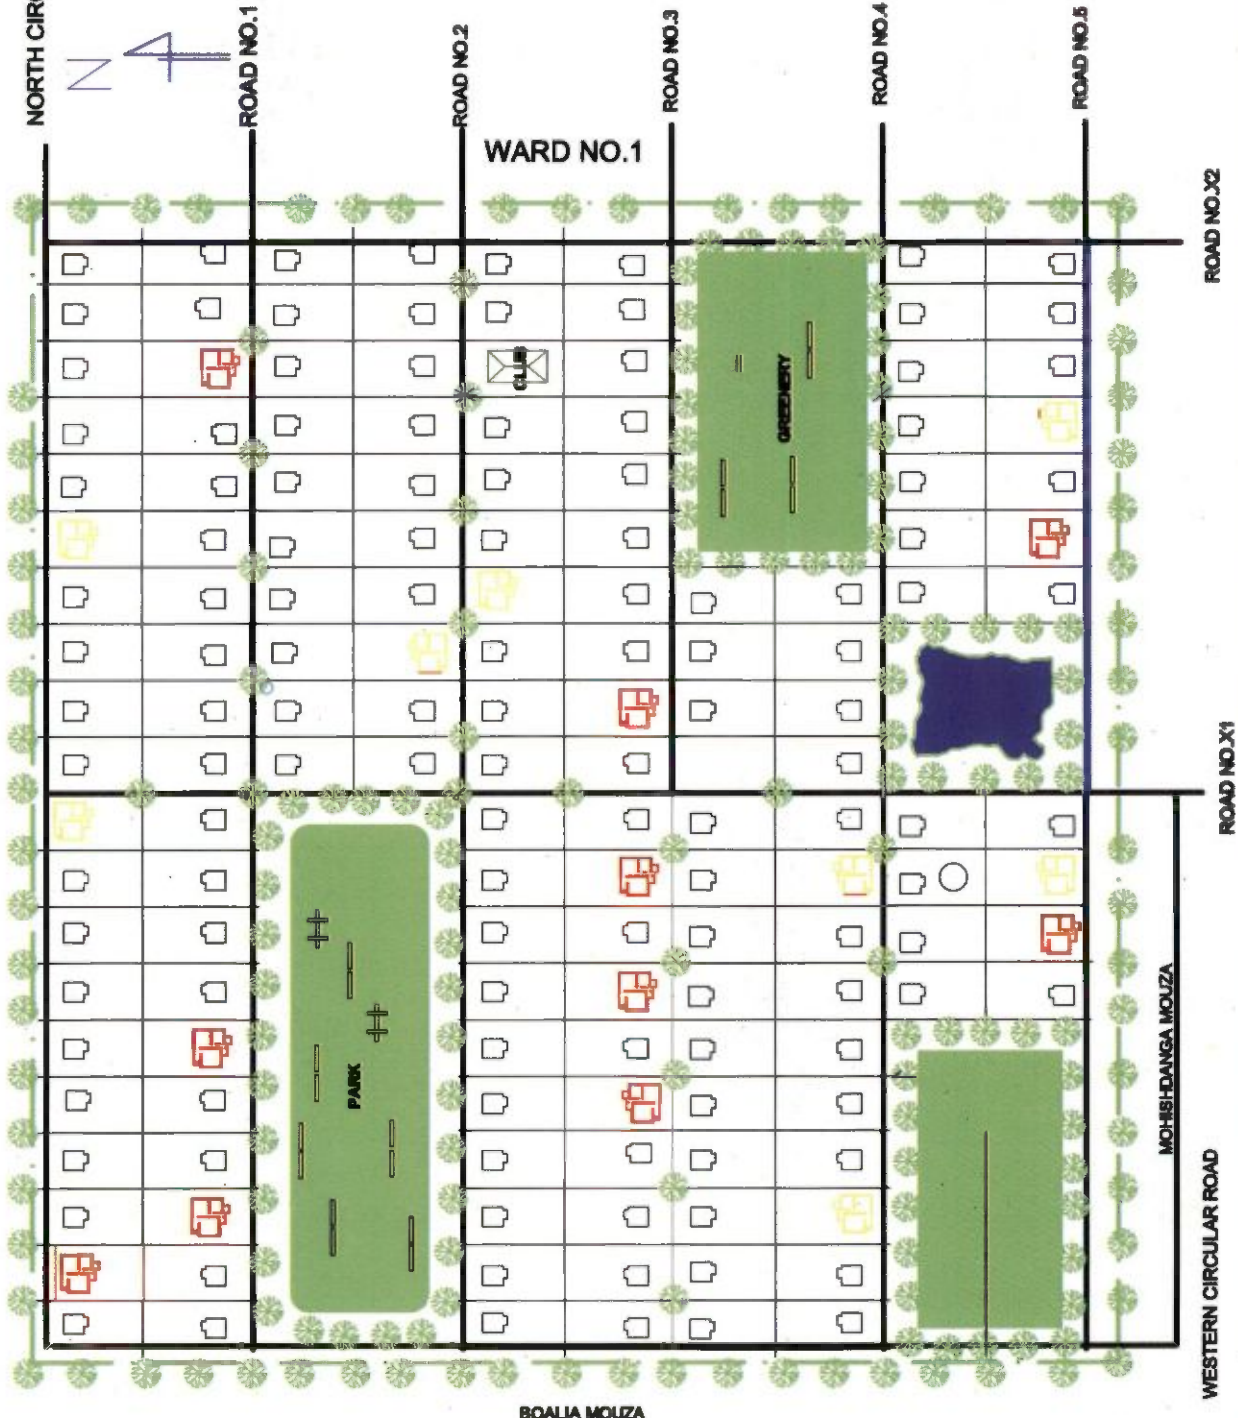 NORTH CIR
N
ROAD NO.1
ROAD NO.2
ROAD NO.3
ROAD NO.4
ROAD NO.5
WARD NO.1
ROAD NO.X2
CLUB
GREENERY
ROAD NO.X1
PARK
MOHISHDANGA MOUZA
WESTERN CIRCULAR ROAD
BOALIA MOUZA